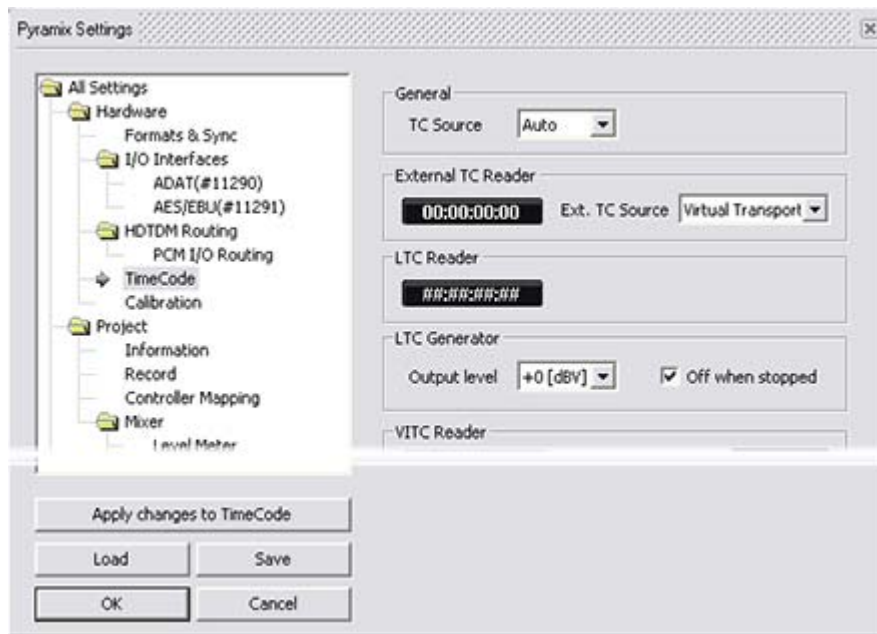 Pyramix Settings
All Settings
Hardware
Formats & Sync
I/O Interfaces
ADAT(#11290)
AES/EBU(#11291)
HDTDM Routing
PCM I/O Routing
TimeCode
Calibration
Project
Information
Record
Controller Mapping
Mixer
Level Meter
Apply changes to TimeCode
Load Save
OK Cancel
General
TC Source Auto
External TC Reader
00:00:00:00 Ext. TC Source Virtual Transport
LTC Reader
##:##:##:##
LTC Generator
Output level +0 [dBV] Off when stopped
VITC Reader